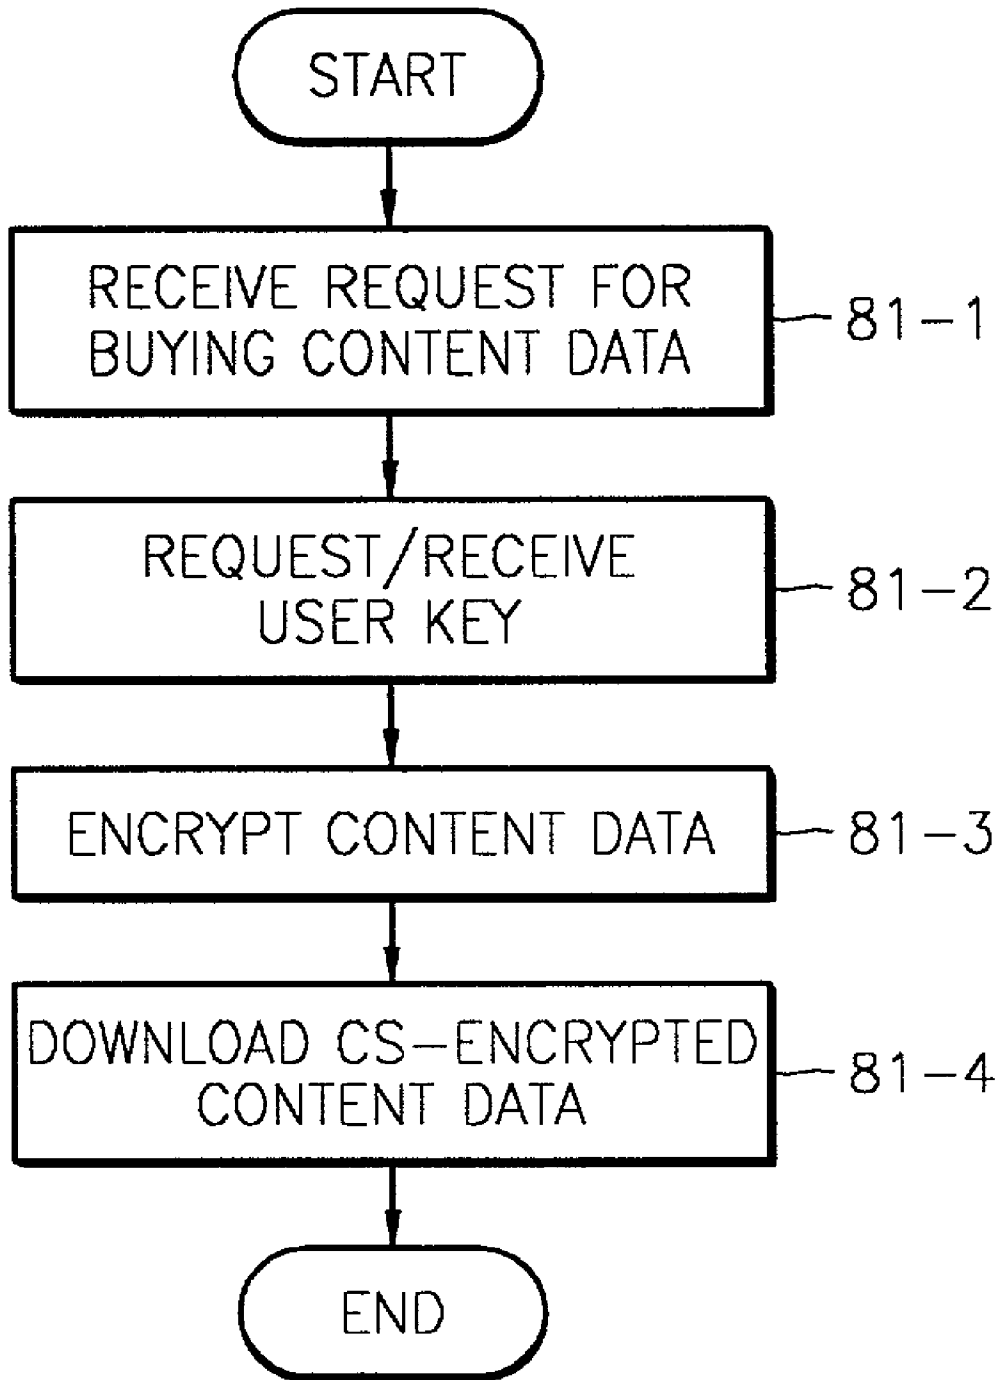 START
RECEIVE REQUEST FOR
BUYING CONTENT DATA
81-1
REQUEST/RECEIVE
USER KEY
81-2
ENCRYPT CONTENT DATA
81-3
DOWNLOAD CS-ENCRYPTED
CONTENT DATA
81-4
END